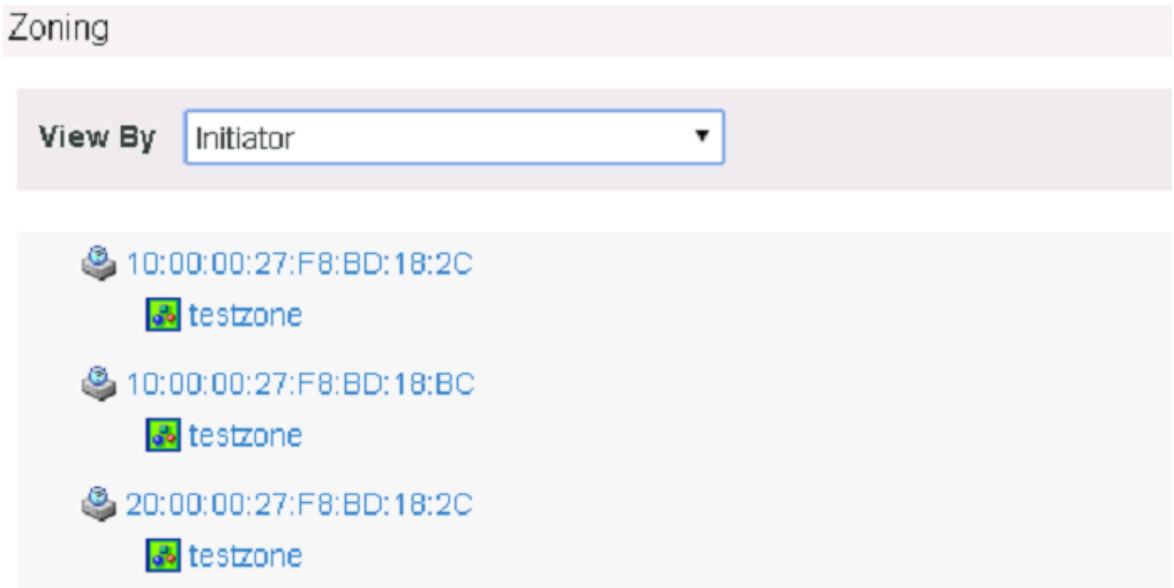 Zoning
View By Initiator
10:00:00:27:F8:BD:18:2C
testzone
10:00:00:27:F8:BD:18:BC
testzone
20:00:00:27:F8:BD:18:2C
testzone